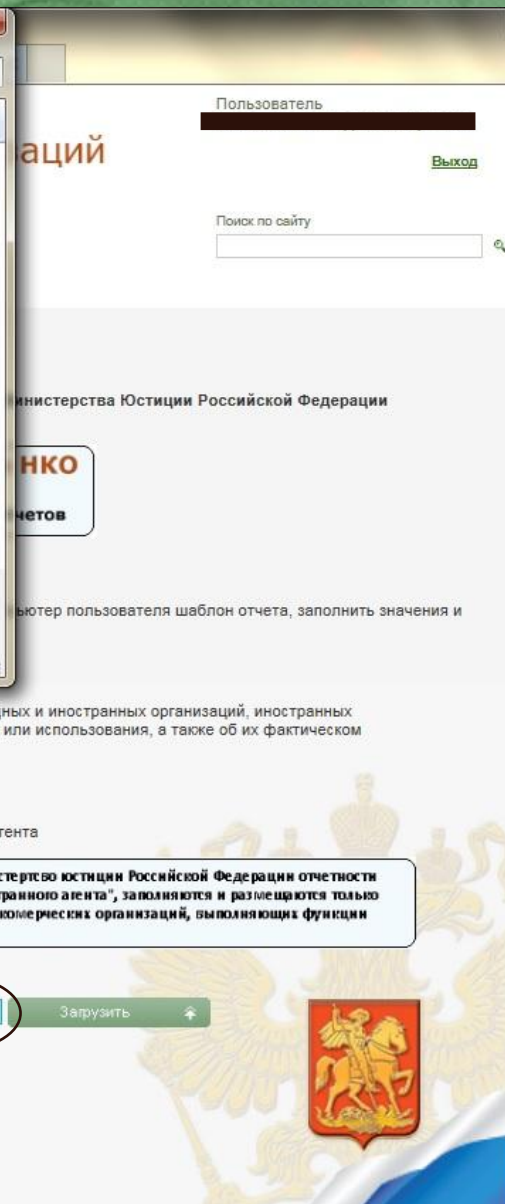 Пользователь
аций
Выход
Поиск по сайту
инистерства Юстиции Российской Федерации
НКО
четов
ьютер пользователя шаблон отчета, заполнить значения и
ных и иностранных организаций, иностранных
или использования, а также об их фактическом
гента
стертсво юстиции Российской Федерации отчетности
транного агента", заполняются и размещаются только
комерческих организаций, выполняющих функции
Загрузить